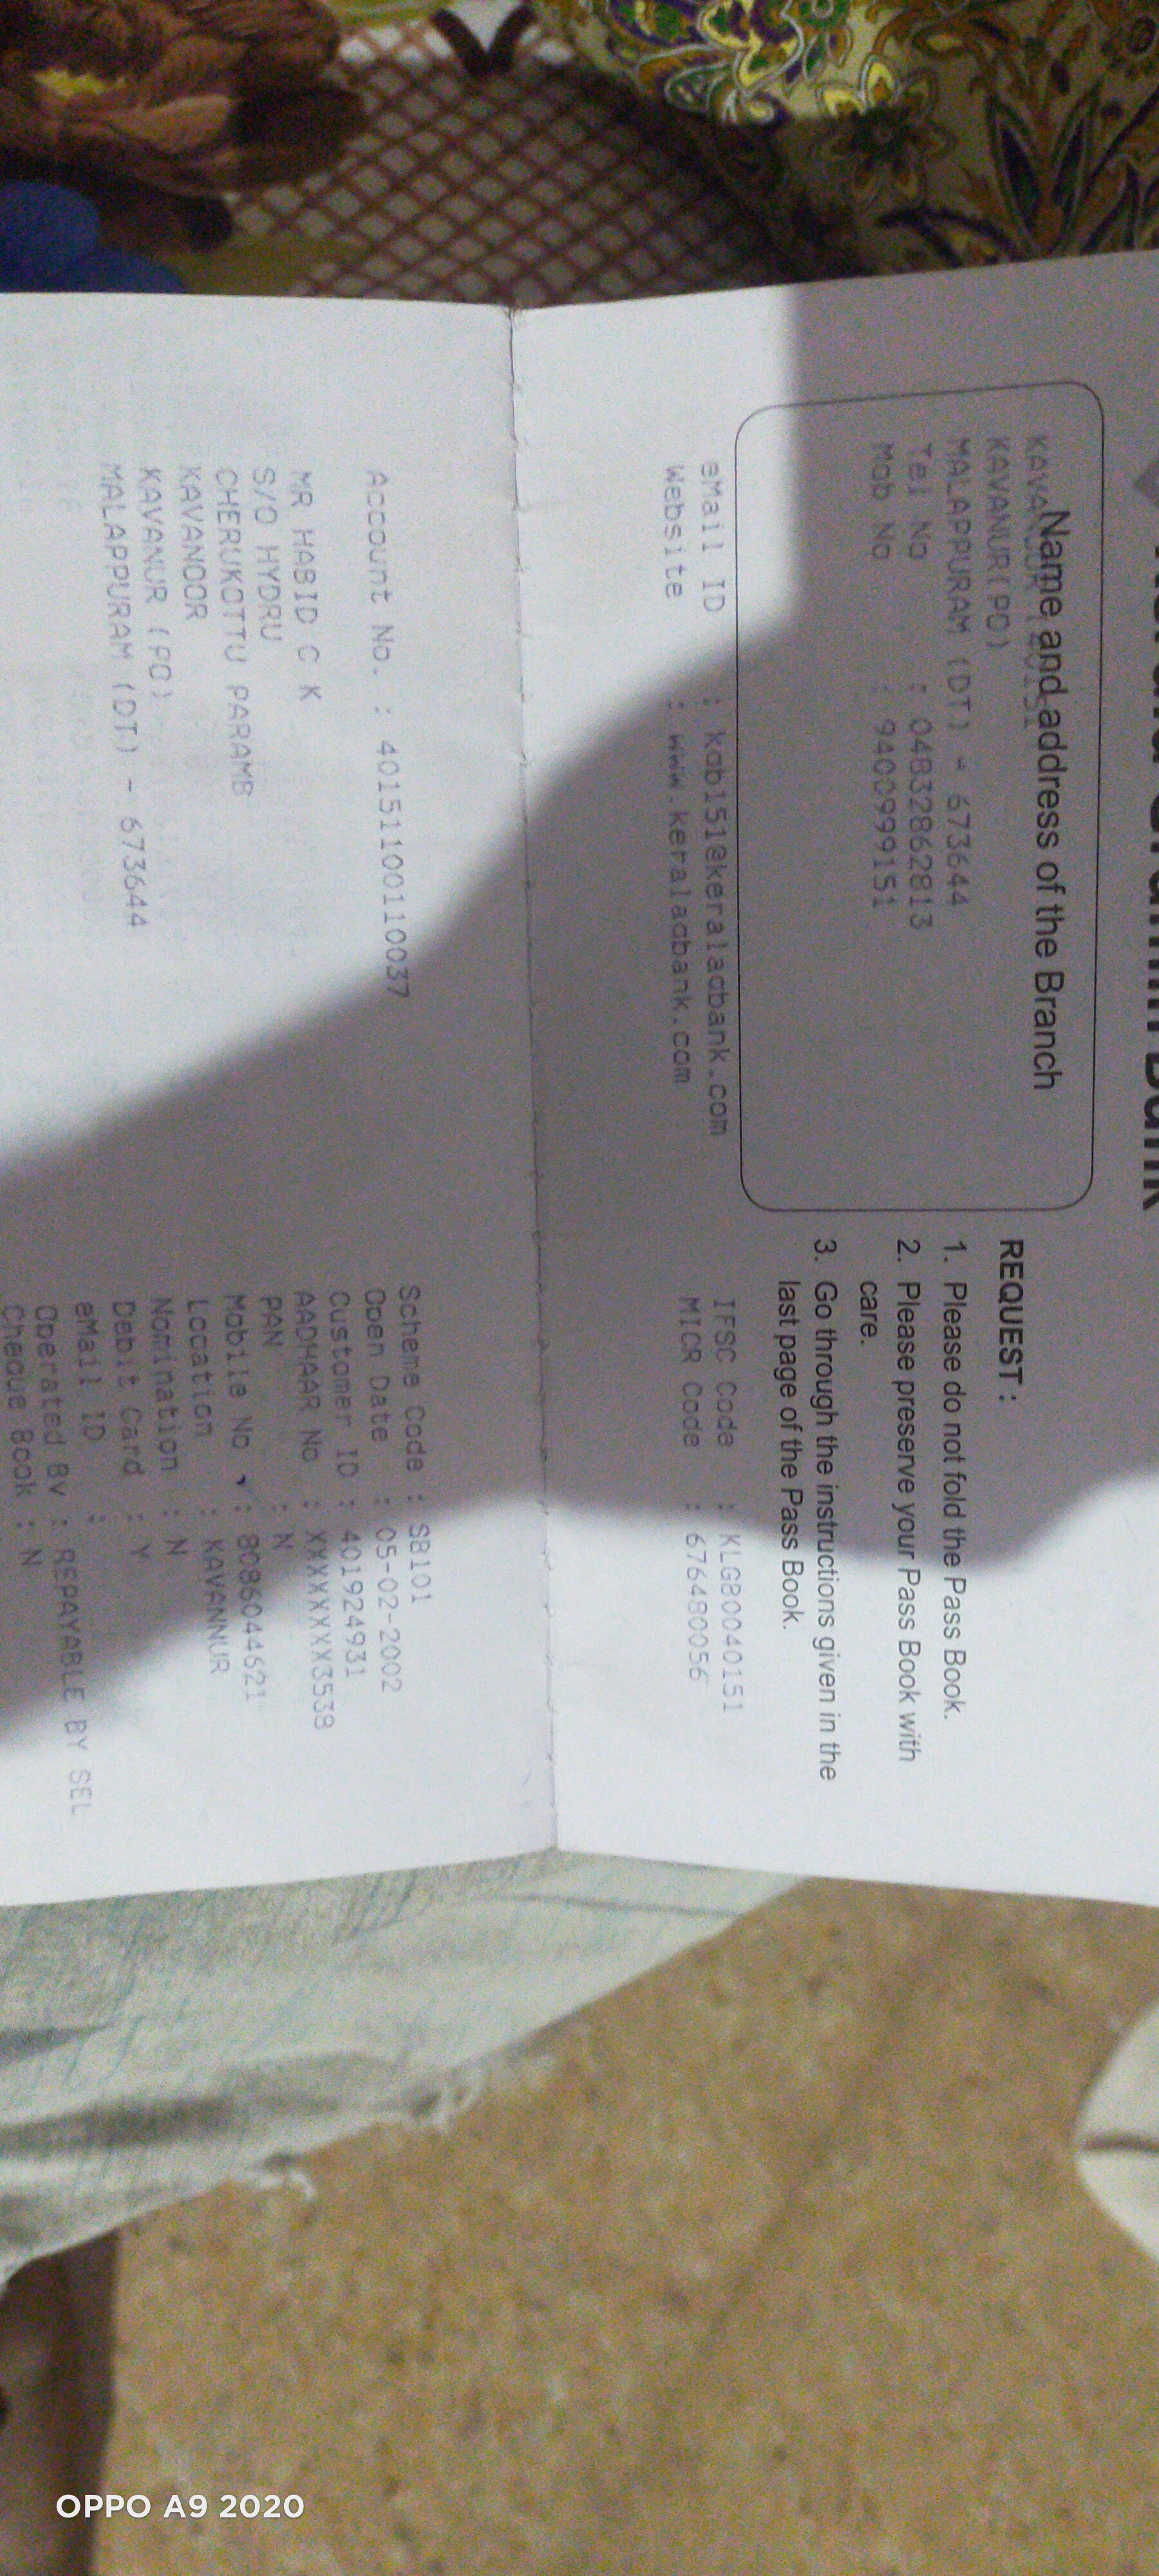 Kerala Gramin Bank
Name and address of the Branch
KAVANUR(PO)
MALAPPURAM (DT) - 673644
Tel No : 04832862813
Mob No : 9400999151
eMail ID : kgb151@keralagbank.com
Website : www.keralagbank.com
REQUEST :
1. Please do not fold the Pass Book.
2. Please preserve your Pass Book with
care.
3. Go through the instructions given in the
last page of the Pass Book.
IFSC Code : KLGB0040151
MICR Code : 676480056
Account No. : 40151100110037
MR HABID C K
S/O HYDRU
CHERUKOTTU PARAMB
KAVANOOR
KAVANUR (PO)
MALAPPURAM (DT) - 673644
Scheme Code : SB101
Open Date : 05-02-2002
Customer ID : 401924931
AADHAAR No : XXXXXXXX3538
PAN : N
Mobile No : 8086044621
Location : KAVANNUR
Nomination : N
Debit Card : Y
eMail ID :
Operated By : REPAYABLE BY SEL
Cheque Book : N
OPPO A9 2020